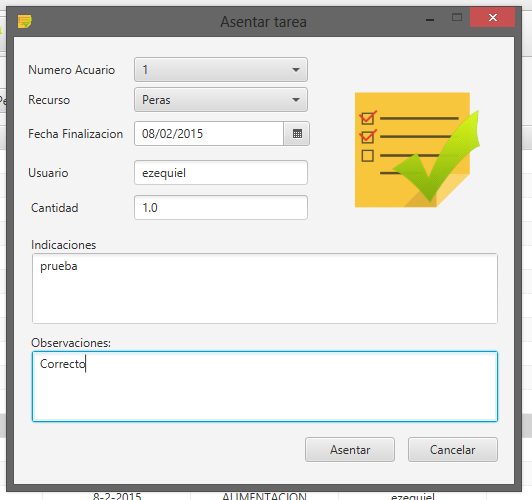 Asentar tarea
Numero Acuario 1
Recurso Peras
Fecha Finalizacion 08/02/2015
Usuario ezequiel
Cantidad 1.0
Indicaciones
prueba
Observaciones:
Correcto
Asentar Cancelar
8-2-2015 ALIMENTACION ezequiel